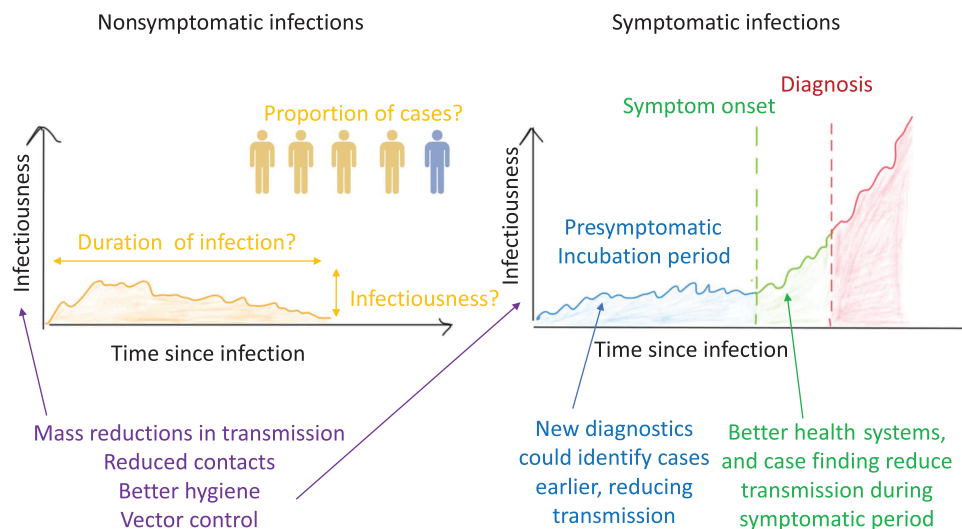 Nonsymptomatic infections
Proportion of cases?
Infectiousness
Duration of infection?
Infectiousness?
Time since infection
Mass reductions in transmission
Reduced contacts
Better hygiene
Vector control
Symptomatic infections
Diagnosis
Symptom onset
Presymptomatic
Incubation period
Infectiousness
Time since infection
New diagnostics
could identify cases
earlier, reducing
transmission
Better health systems,
and case finding reduce
transmission during
symptomatic period